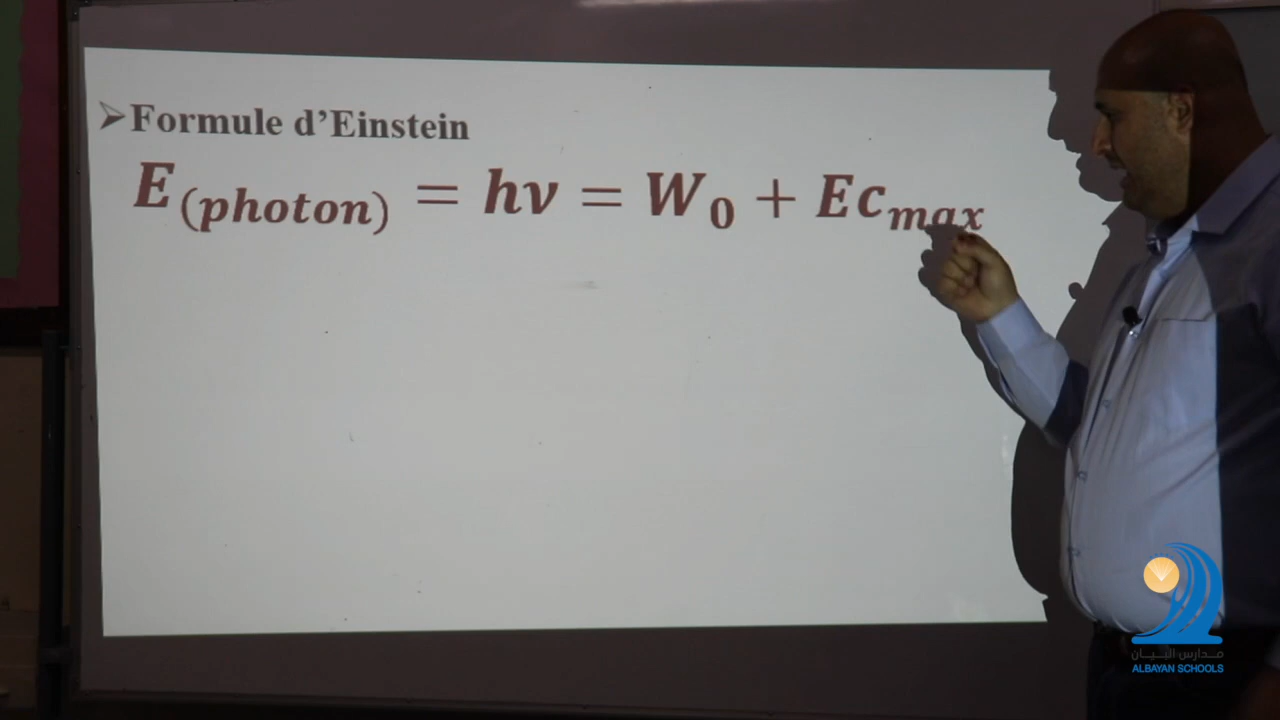 ➢Formule d'Einstein
E(photon) = hν = W0 + Ecmax
مدارس البيان
ALBAYAN SCHOOLS